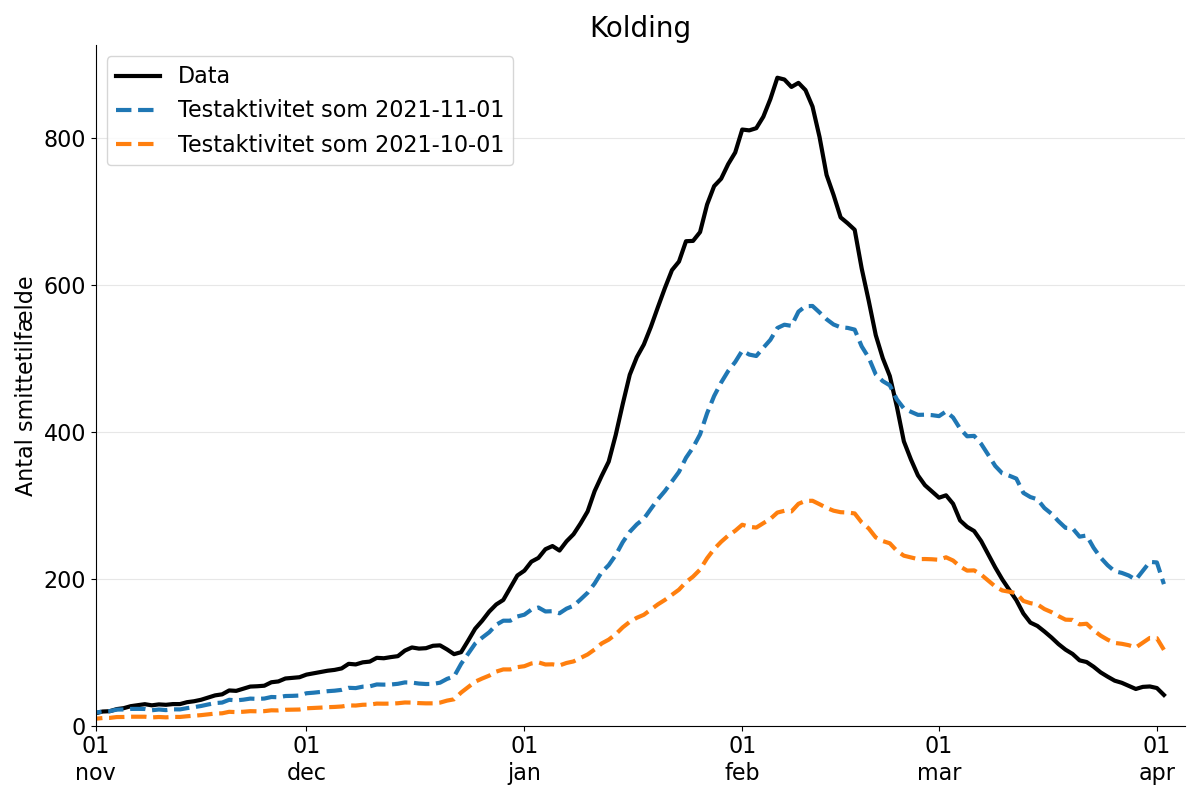 Kolding
Data
Testaktivitet som 2021-11-01
Testaktivitet som 2021-10-01
Antal smittetilfælde
800
600
400
200
0
01 01 01 01 01 01
nov dec jan feb mar apr